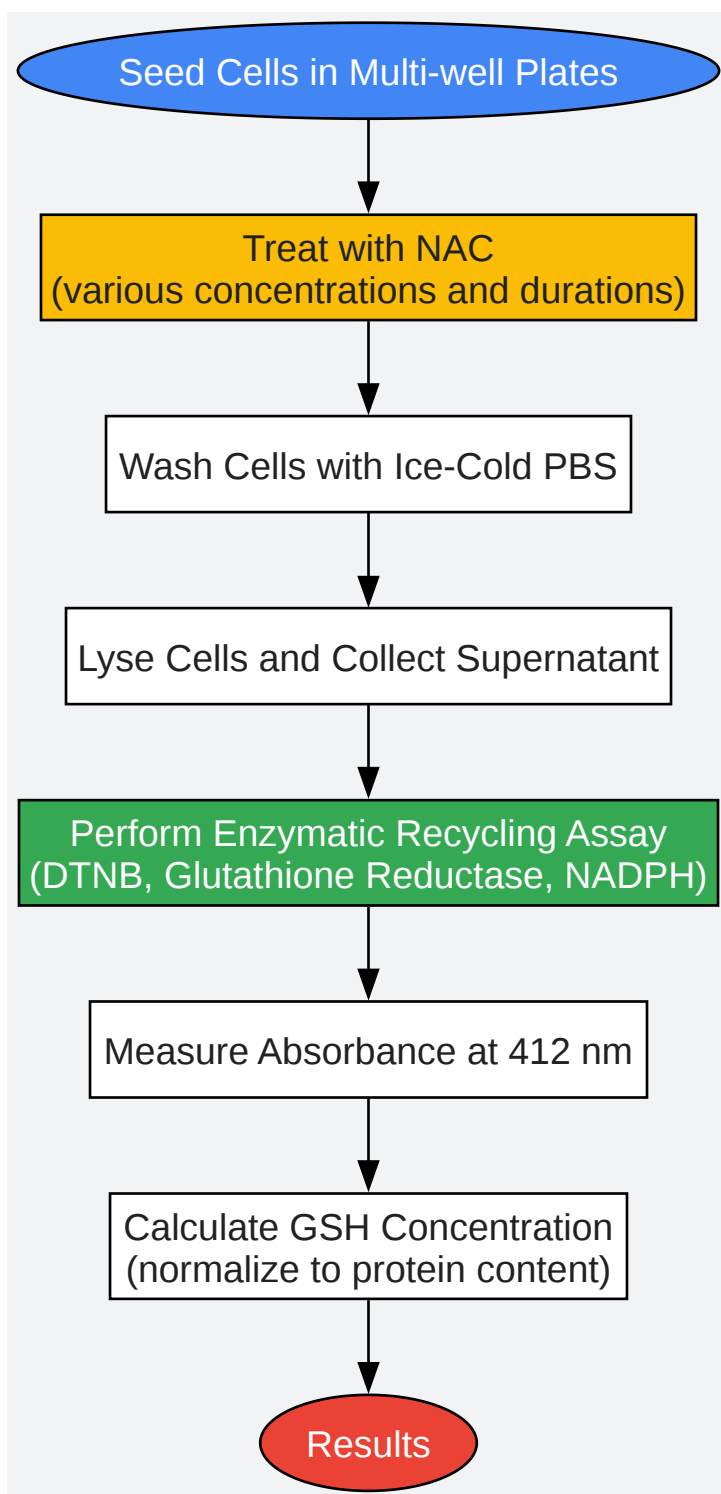 Seed Cells in Multi-well Plates
Treat with NAC
(various concentrations and durations)
Wash Cells with Ice-Cold PBS
Lyse Cells and Collect Supernatant
Perform Enzymatic Recycling Assay
(DTNB, Glutathione Reductase, NADPH)
Measure Absorbance at 412 nm
Calculate GSH Concentration
(normalize to protein content)
Results